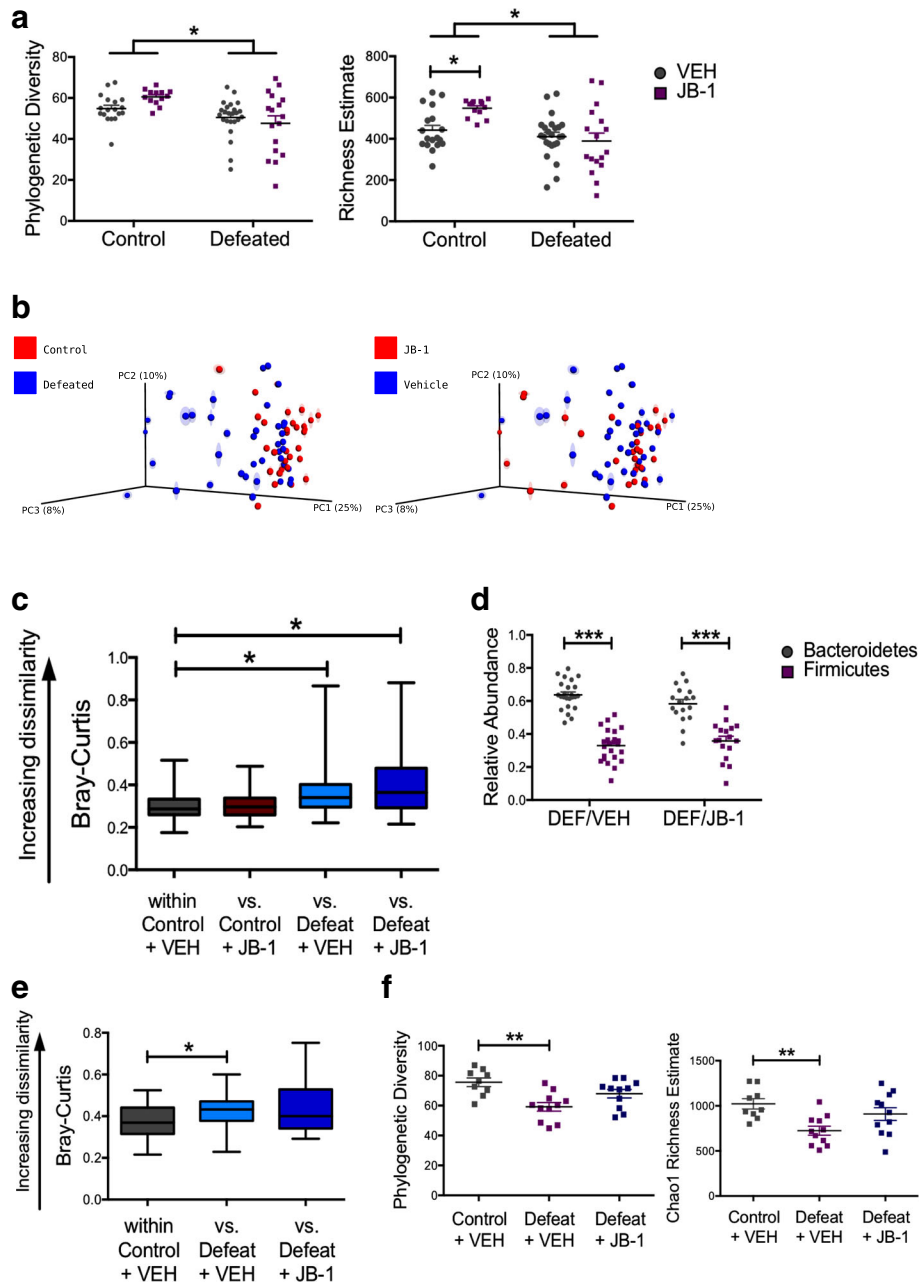 a
*
*
Phylogenetic Diversity
80
60
40
20
0
Control
Defeated
Richness Estimate
800
600
400
200
0
*
Control
Defeated
VEH
JB-1
b
Control
Defeated
PC2 (10%)
PC3 (8%)
PC1 (25%)
JB-1
Vehicle
PC2 (10%)
PC3 (8%)
PC1 (25%)
c
Increasing dissimilarity
Bray-Curtis
1.0
0.8
0.6
0.4
0.2
0.0
*
*
within
Control
+ VEH
vs.
Control
+ JB-1
vs.
Defeat
+ VEH
vs.
Defeat
+ JB-1
d
Relative Abundance
1.0
0.8
0.6
0.4
0.2
0.0
***
***
DEF/VEH
DEF/JB-1
Bacteroidetes
Firmicutes
e
Increasing dissimilarity
Bray-Curtis
0.8
0.6
0.4
0.2
0.0
*
within
Control
+ VEH
vs.
Defeat
+ VEH
vs.
Defeat
+ JB-1
f
Phylogenetic Diversity
100
80
60
40
20
0
**
Control
+ VEH
Defeat
+ VEH
Defeat
+ JB-1
Chao1 Richness Estimate
1500
1000
500
0
**
Control
+ VEH
Defeat
+ VEH
Defeat
+ JB-1